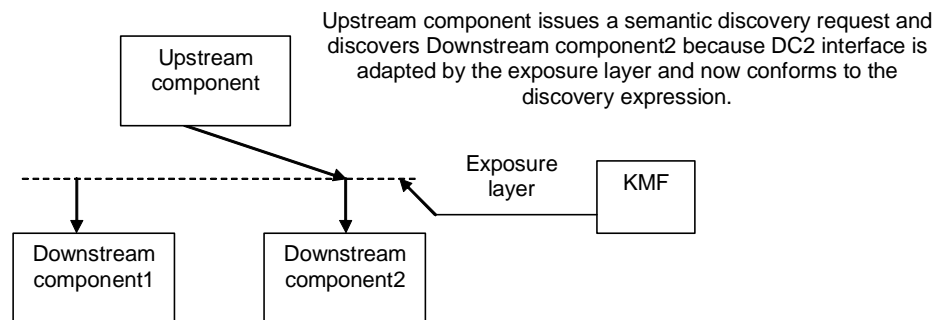 Upstream component issues a semantic discovery request and
discovers Downstream component2 because DC2 interface is
adapted by the exposure layer and now conforms to the
discovery expression.
Upstream
component
Exposure
layer
KMF
Downstream
component1
Downstream
component2